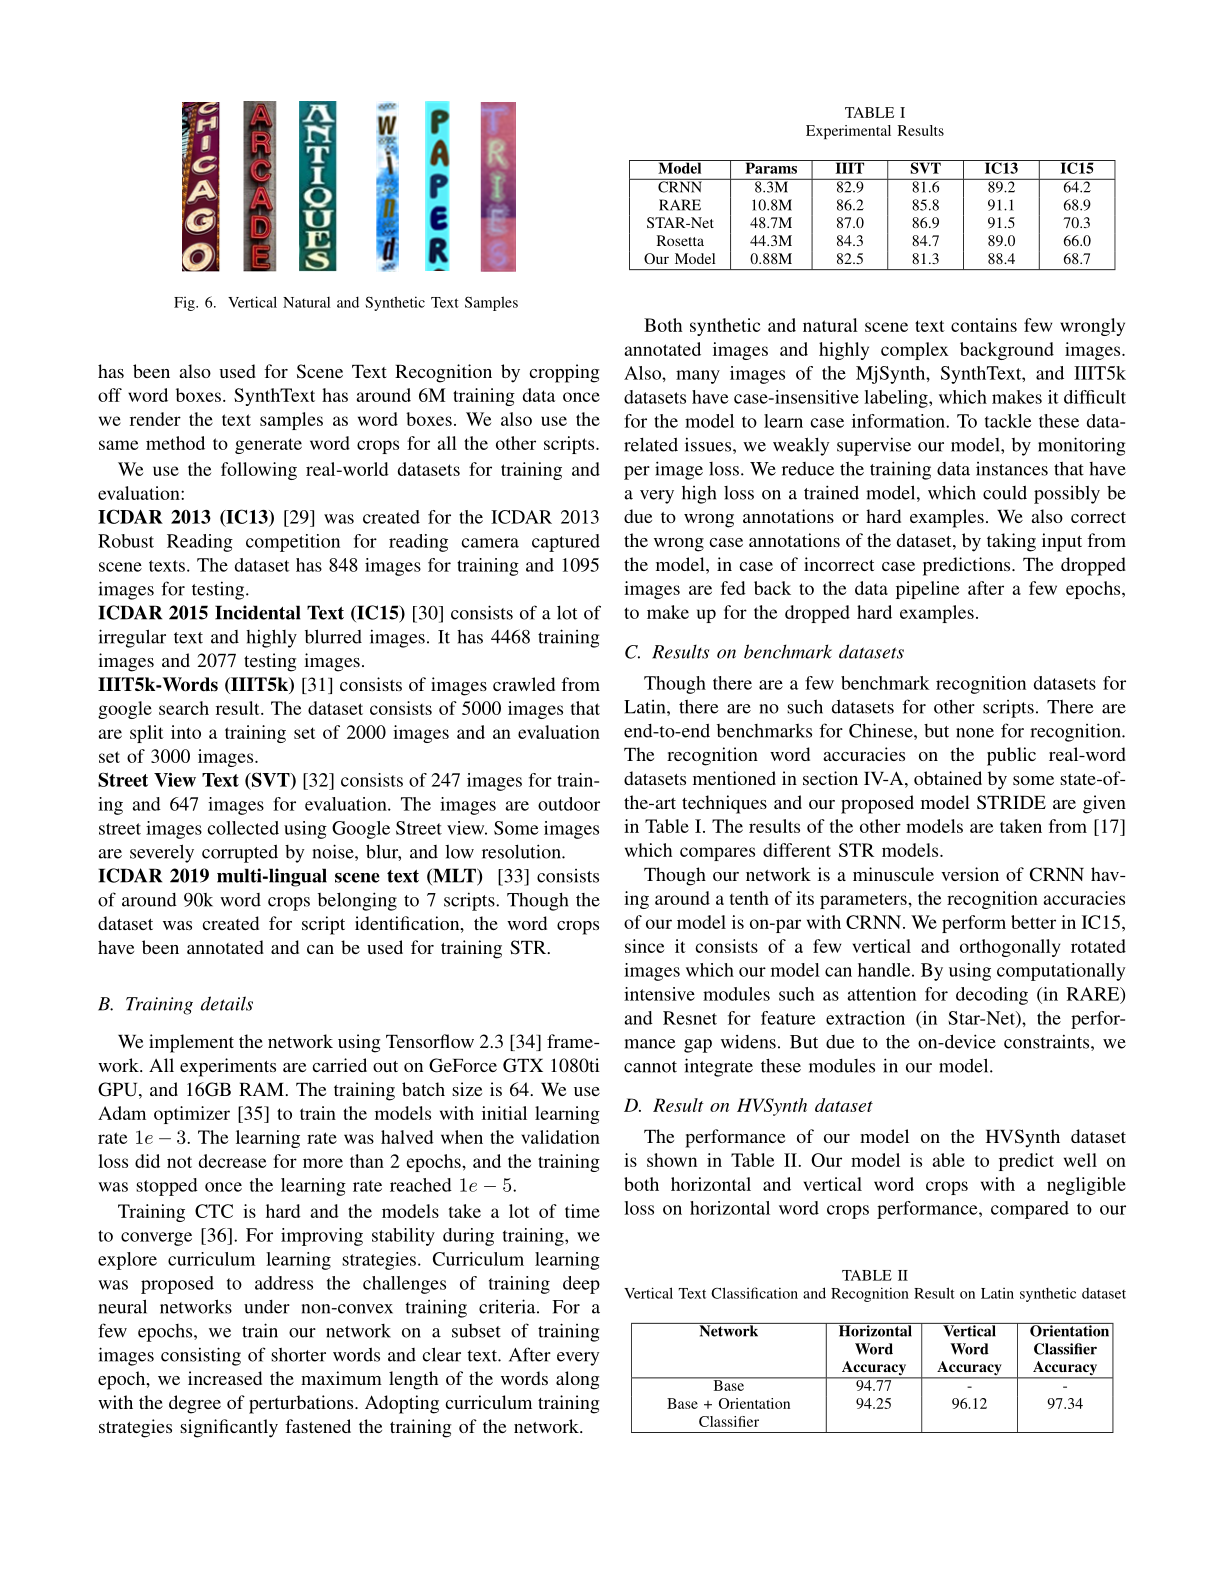 CHICAGO
ARCADE
ANTIQUES
wind
PAPER
TRIES
Fig. 6. Vertical Natural and Synthetic Text Samples
has been also used for Scene Text Recognition by cropping
off word boxes. SynthText has around 6M training data once
we render the text samples as word boxes. We also use the
same method to generate word crops for all the other scripts.
We use the following real-world datasets for training and
evaluation:
ICDAR 2013 (IC13) [29] was created for the ICDAR 2013
Robust Reading competition for reading camera captured
scene texts. The dataset has 848 images for training and 1095
images for testing.
ICDAR 2015 Incidental Text (IC15) [30] consists of a lot of
irregular text and highly blurred images. It has 4468 training
images and 2077 testing images.
IIIT5k-Words (IIIT5k) [31] consists of images crawled from
google search result. The dataset consists of 5000 images that
are split into a training set of 2000 images and an evaluation
set of 3000 images.
Street View Text (SVT) [32] consists of 247 images for train-
ing and 647 images for evaluation. The images are outdoor
street images collected using Google Street view. Some images
are severely corrupted by noise, blur, and low resolution.
ICDAR 2019 multi-lingual scene text (MLT) [33] consists
of around 90k word crops belonging to 7 scripts. Though the
dataset was created for script identification, the word crops
have been annotated and can be used for training STR.
B. Training details
We implement the network using Tensorflow 2.3 [34] frame-
work. All experiments are carried out on GeForce GTX 1080ti
GPU, and 16GB RAM. The training batch size is 64. We use
Adam optimizer [35] to train the models with initial learning
rate 1e − 3. The learning rate was halved when the validation
loss did not decrease for more than 2 epochs, and the training
was stopped once the learning rate reached 1e − 5.
Training CTC is hard and the models take a lot of time
to converge [36]. For improving stability during training, we
explore curriculum learning strategies. Curriculum learning
was proposed to address the challenges of training deep
neural networks under non-convex training criteria. For a
few epochs, we train our network on a subset of training
images consisting of shorter words and clear text. After every
epoch, we increased the maximum length of the words along
with the degree of perturbations. Adopting curriculum training
strategies significantly fastened the training of the network.
TABLE I
Experimental Results
Model Params IIIT SVT IC13 IC15
CRNN 8.3M 82.9 81.6 89.2 64.2
RARE 10.8M 86.2 85.8 91.1 68.9
STAR-Net 48.7M 87.0 86.9 91.5 70.3
Rosetta 44.3M 84.3 84.7 89.0 66.0
Our Model 0.88M 82.5 81.3 88.4 68.7
Both synthetic and natural scene text contains few wrongly
annotated images and highly complex background images.
Also, many images of the MjSynth, SynthText, and IIIT5k
datasets have case-insensitive labeling, which makes it difficult
for the model to learn case information. To tackle these data-
related issues, we weakly supervise our model, by monitoring
per image loss. We reduce the training data instances that have
a very high loss on a trained model, which could possibly be
due to wrong annotations or hard examples. We also correct
the wrong case annotations of the dataset, by taking input from
the model, in case of incorrect case predictions. The dropped
images are fed back to the data pipeline after a few epochs,
to make up for the dropped hard examples.
C. Results on benchmark datasets
Though there are a few benchmark recognition datasets for
Latin, there are no such datasets for other scripts. There are
end-to-end benchmarks for Chinese, but none for recognition.
The recognition word accuracies on the public real-word
datasets mentioned in section IV-A, obtained by some state-of-
the-art techniques and our proposed model STRIDE are given
in Table I. The results of the other models are taken from [17]
which compares different STR models.
Though our network is a minuscule version of CRNN hav-
ing around a tenth of its parameters, the recognition accuracies
of our model is on-par with CRNN. We perform better in IC15,
since it consists of a few vertical and orthogonally rotated
images which our model can handle. By using computationally
intensive modules such as attention for decoding (in RARE)
and Resnet for feature extraction (in Star-Net), the perfor-
mance gap widens. But due to the on-device constraints, we
cannot integrate these modules in our model.
D. Result on HVSynth dataset
The performance of our model on the HVSynth dataset
is shown in Table II. Our model is able to predict well on
both horizontal and vertical word crops with a negligible
loss on horizontal word crops performance, compared to our
TABLE II
Vertical Text Classification and Recognition Result on Latin synthetic dataset
Network Horizontal Vertical Orientation
Word Word Classifier
Accuracy Accuracy Accuracy
Base 94.77 - -
Base + Orientation 94.25 96.12 97.34
Classifier